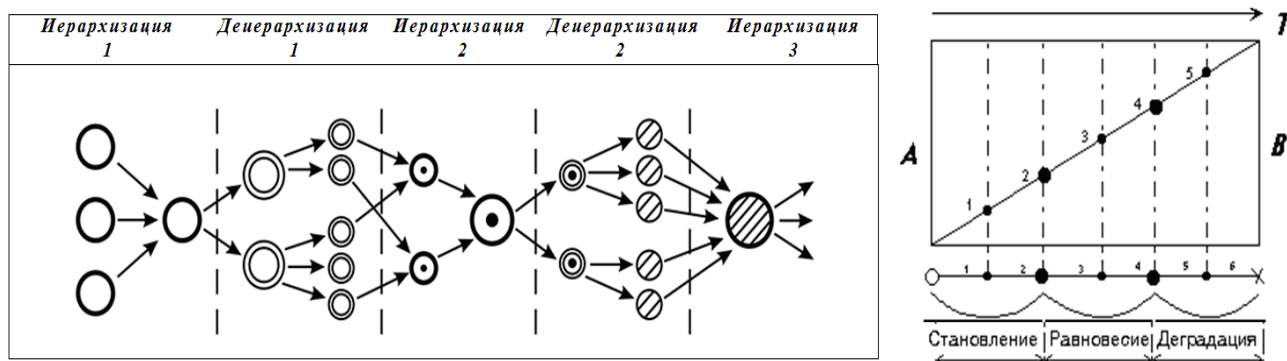 Иерархизация 1
Деиерархизация 1
Иерархизация 2
Деиерархизация 2
Иерархизация 3
T
A
B
1
2
3
4
5
1 2 3 4 5 6
Становление Равновесие Деградация